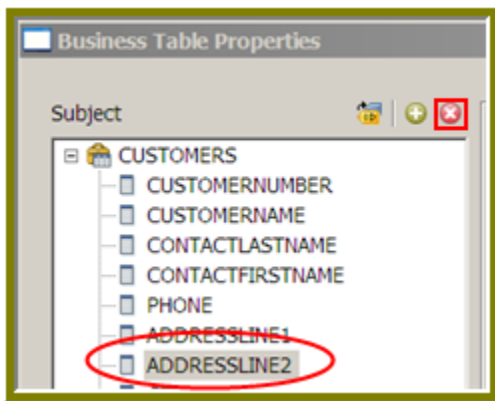 Business Table Properties
Subject
CUSTOMERS
CUSTOMERNUMBER
CUSTOMERNAME
CONTACTLASTNAME
CONTACTFIRSTNAME
PHONE
ADDRESSLINE1
ADDRESSLINE2